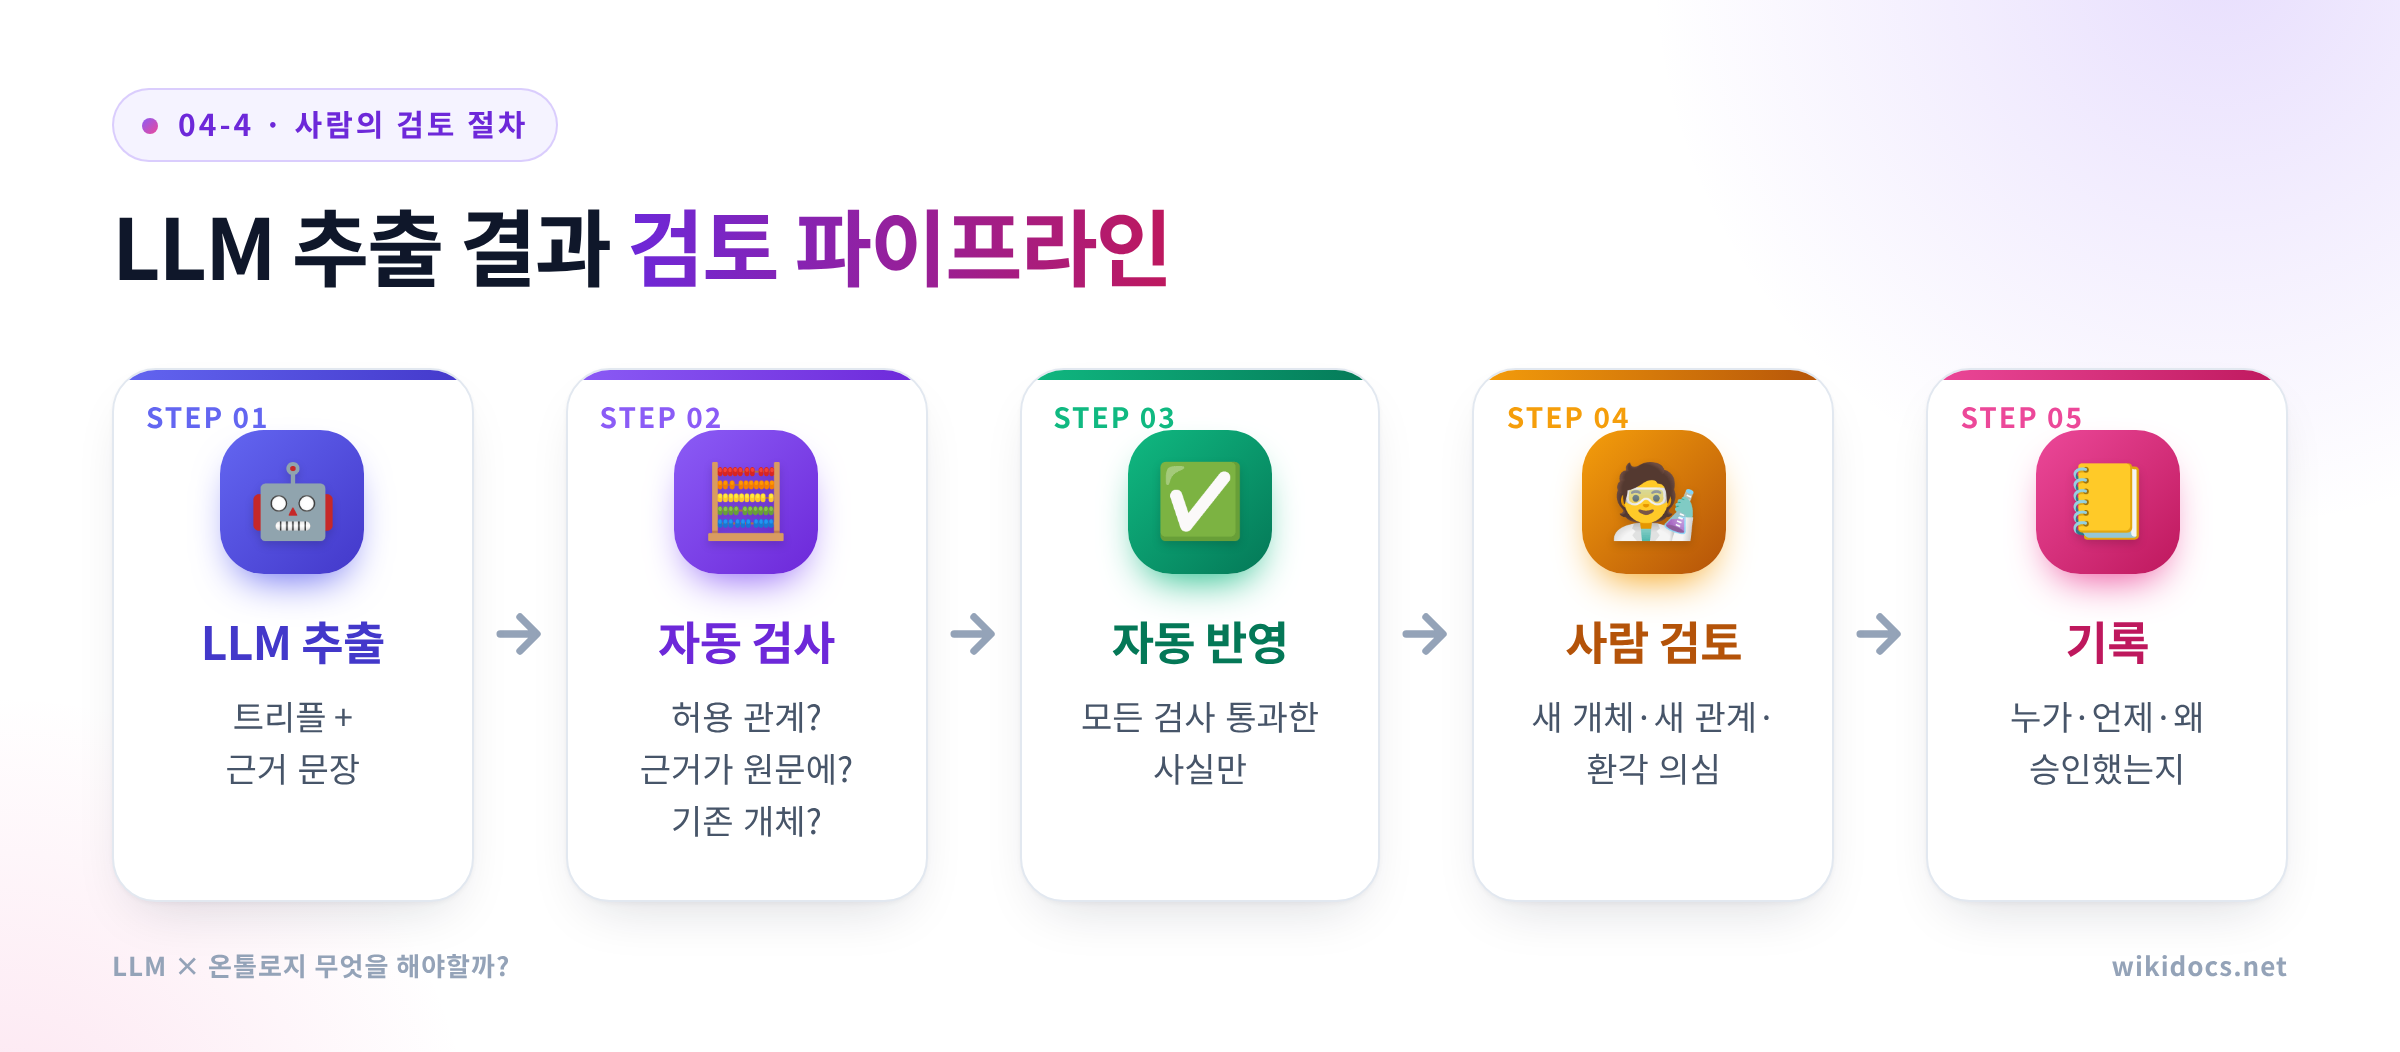 04-4 · 사람의 검토 절차
LLM 추출 결과 검토 파이프라인
STEP 01
LLM 추출
트리플 +
근거 문장
STEP 02
자동 검사
허용 관계?
근거가 원문에?
기존 개체?
STEP 03
자동 반영
모든 검사 통과한
사실만
STEP 04
사람 검토
새 개체·새 관계·
환각 의심
STEP 05
기록
누가·언제·왜
승인했는지
LLM × 온톨로지 무엇을 해야할까?
wikidocs.net